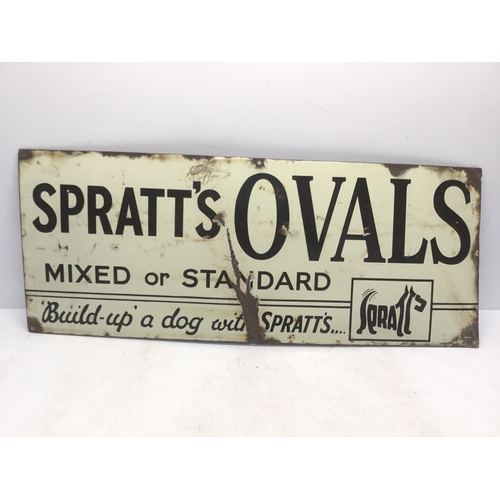 SPRATT'S OVALS
MIXED or STANDARD
'Build-up' a dog with SPRATT'S....
SPRATT'S